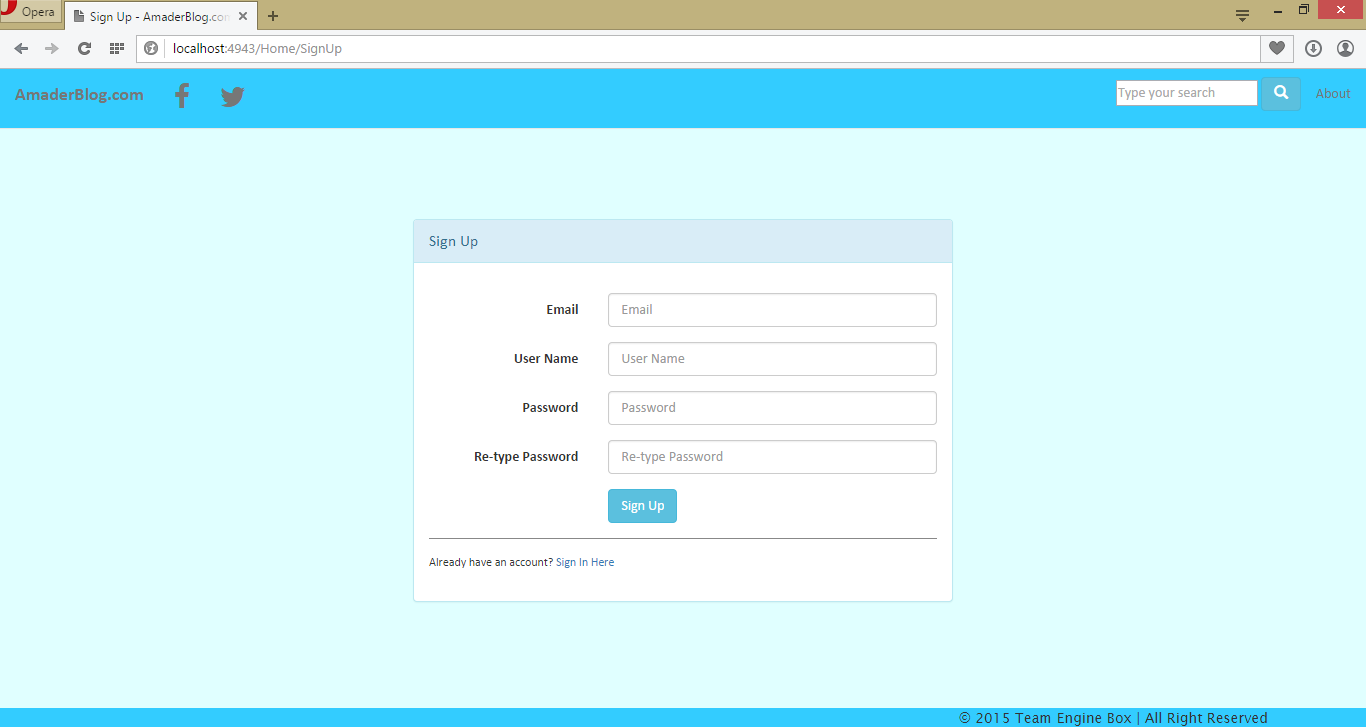 Opera
Sign Up - AmaderBlog.com
localhost:4943/Home/SignUp
AmaderBlog.com
Type your search
About
Sign Up
Email
Email
User Name
User Name
Password
Password
Re-type Password
Re-type Password
Sign Up
Already have an account? Sign In Here
© 2015 Team Engine Box | All Right Reserved